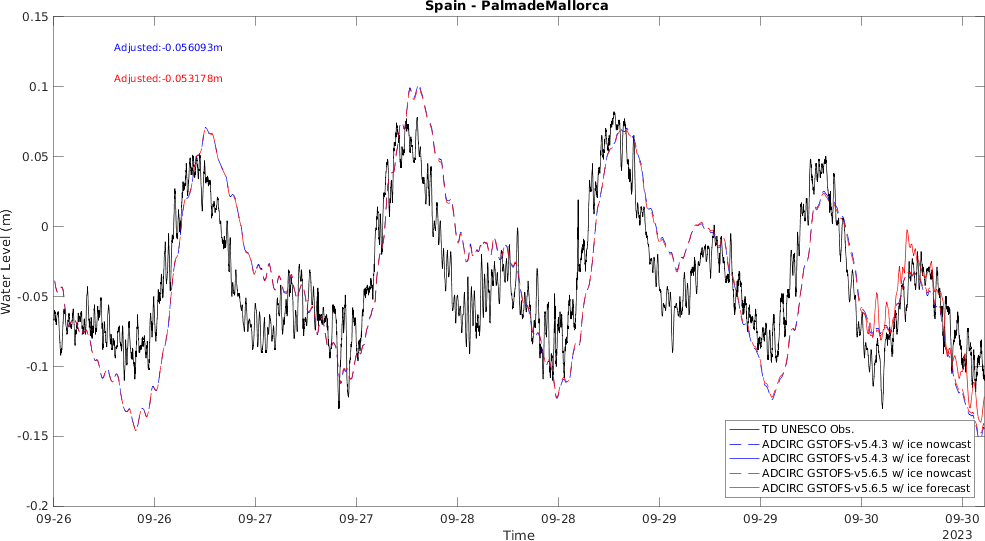 Spain - PalmadeMallorca
Adjusted:-0.056093m
Adjusted:-0.053178m
Water Level (m)
0.15
0.1
0.05
0
-0.05
-0.1
-0.15
-0.2
TD UNESCO Obs.
ADCIRC GSTOFS-v5.4.3 w/ ice nowcast
ADCIRC GSTOFS-v5.4.3 w/ ice forecast
ADCIRC GSTOFS-v5.6.5 w/ ice nowcast
ADCIRC GSTOFS-v5.6.5 w/ ice forecast
09-26 09-26 09-27 09-27 09-28 09-28 09-29 09-29 09-30 09-30
Time
2023